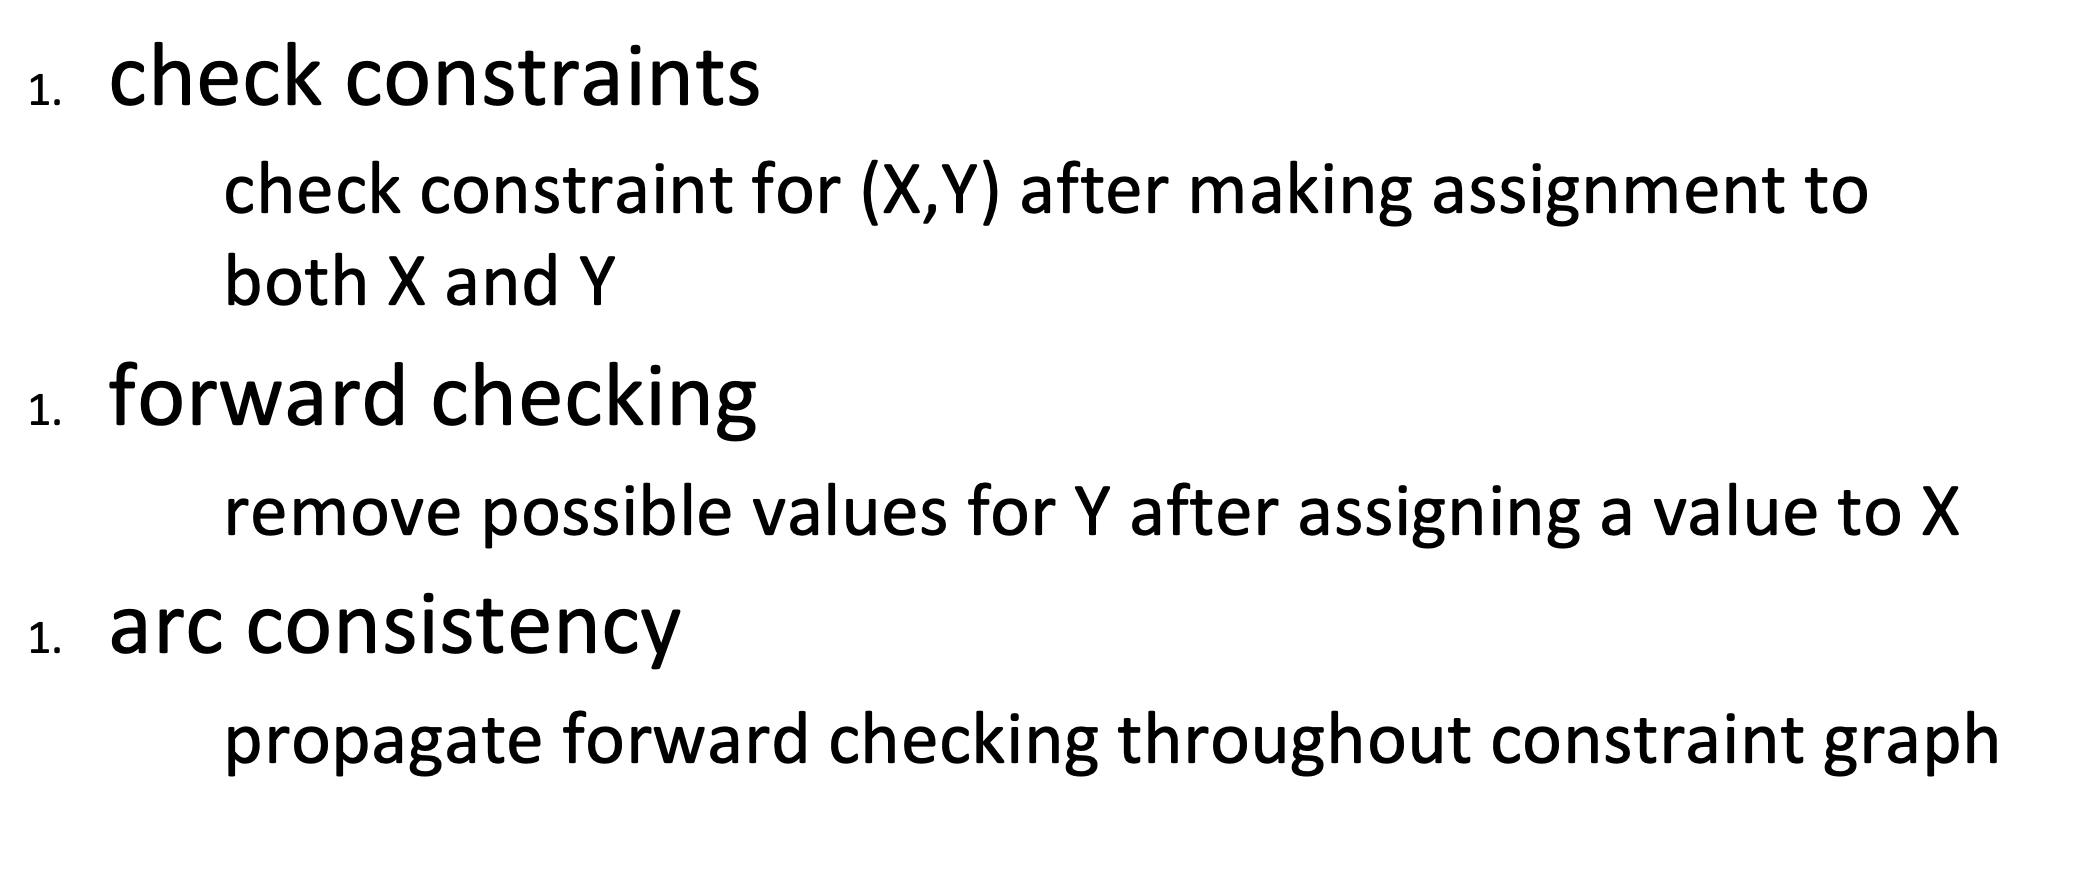 1. check constraints
check constraint for (X,Y) after making assignment to
both X and Y
1. forward checking
remove possible values for Y after assigning a value to X
1. arc consistency
propagate forward checking throughout constraint graph